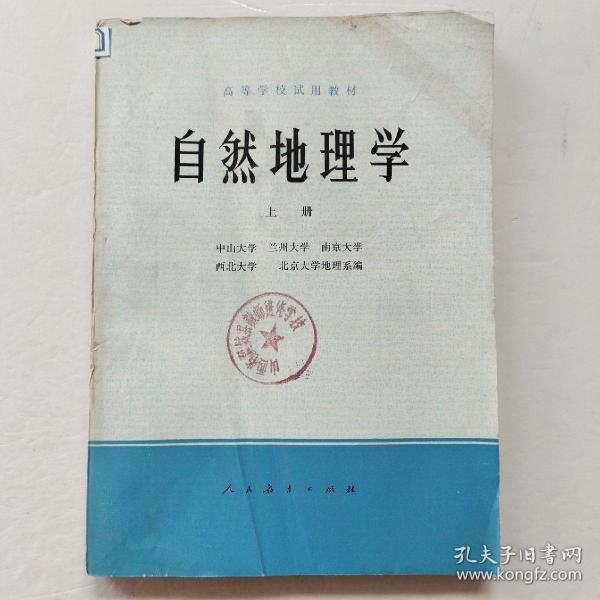 高等学校试用教材
自然地理学
上 册
中山大学 兰州大学 南京大学
西北大学 北京大学地理系编
人民教育出版社
孔夫子旧书网
www.kongfz.com